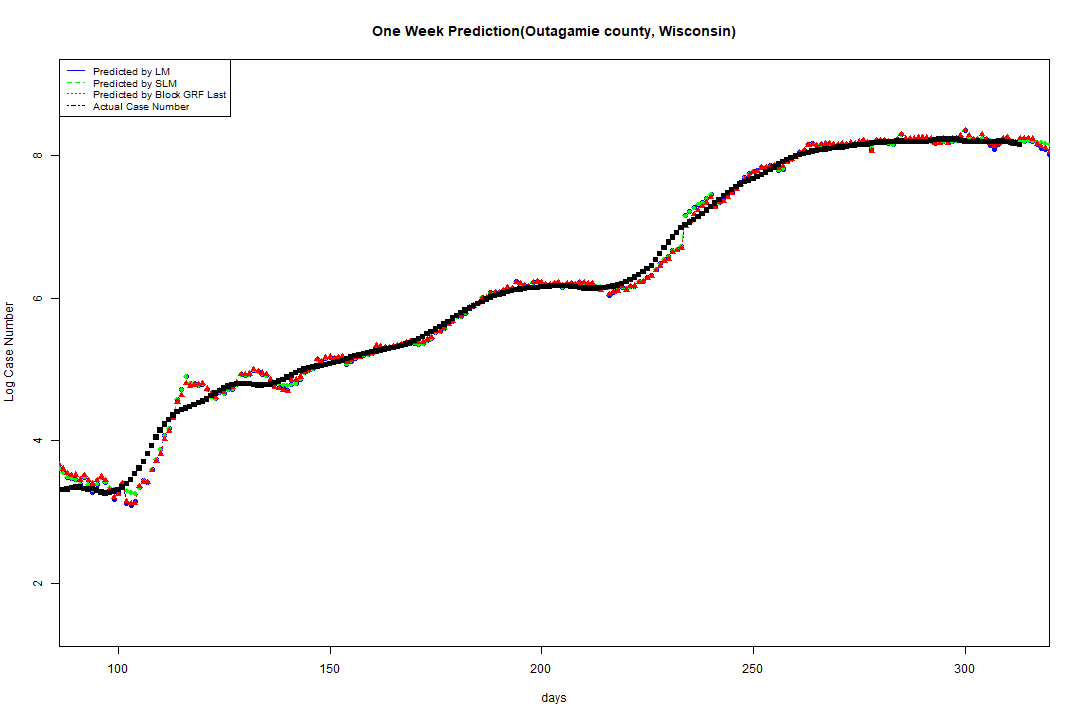 One Week Prediction(Outagamie county, Wisconsin)
Predicted by LM
Predicted by SLM
Predicted by Block GRF Last
Actual Case Number
8
6
4
2
Log Case Number
100 150 200 250 300
days